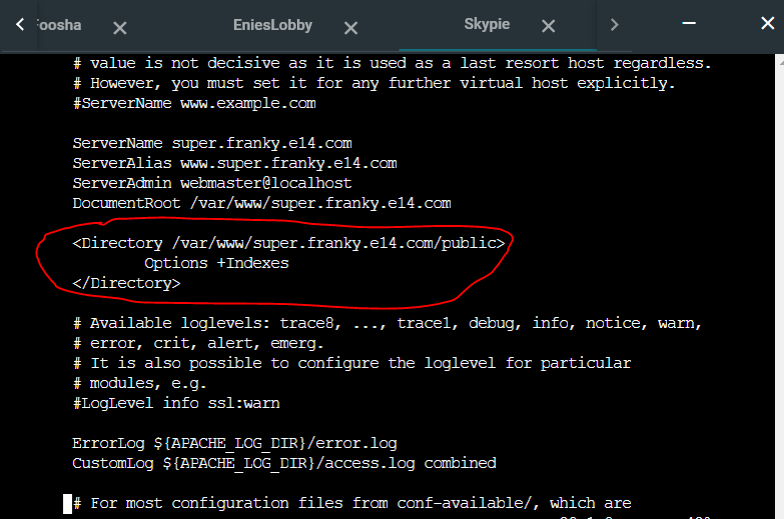 Foosha EniesLobby Skypie
# value is not decisive as it is used as a last resort host regardless.
# However, you must set it for any further virtual host explicitly.
#ServerName www.example.com
ServerName super.franky.e14.com
ServerAlias www.super.franky.e14.com
ServerAdmin webmaster@localhost
DocumentRoot /var/www/super.franky.e14.com
<Directory /var/www/super.franky.e14.com/public>
Options +Indexes
</Directory>
# Available loglevels: trace8, ..., trace1, debug, info, notice, warn,
# error, crit, alert, emerg.
# It is also possible to configure the loglevel for particular
# modules, e.g.
#LogLevel info ssl:warn
ErrorLog ${APACHE_LOG_DIR}/error.log
CustomLog ${APACHE_LOG_DIR}/access.log combined
# For most configuration files from conf-available/, which are